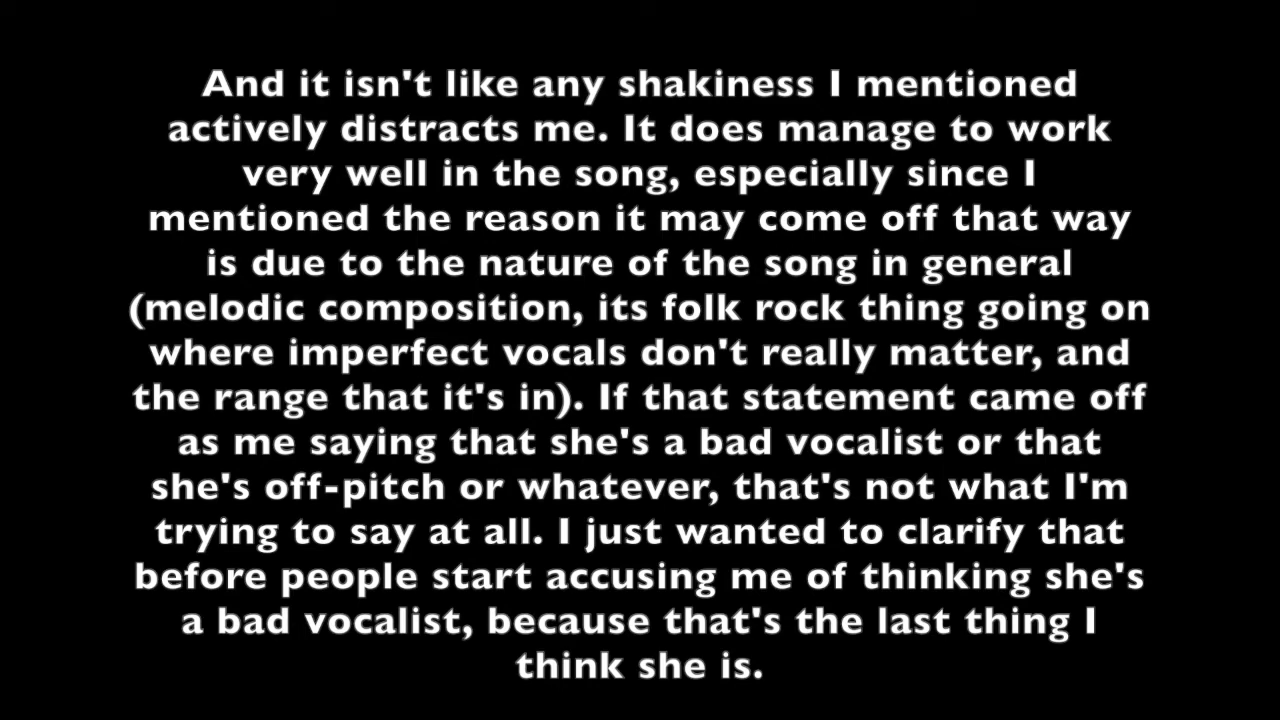 And it isn't like any shakiness I mentioned
actively distracts me. It does manage to work
very well in the song, especially since I
mentioned the reason it may come off that way
is due to the nature of the song in general
(melodic composition, its folk rock thing going on
where imperfect vocals don't really matter, and
the range that it's in). If that statement came off
as me saying that she's a bad vocalist or that
she's off-pitch or whatever, that's not what I'm
trying to say at all. I just wanted to clarify that
before people start accusing me of thinking she's
a bad vocalist, because that's the last thing I
think she is.